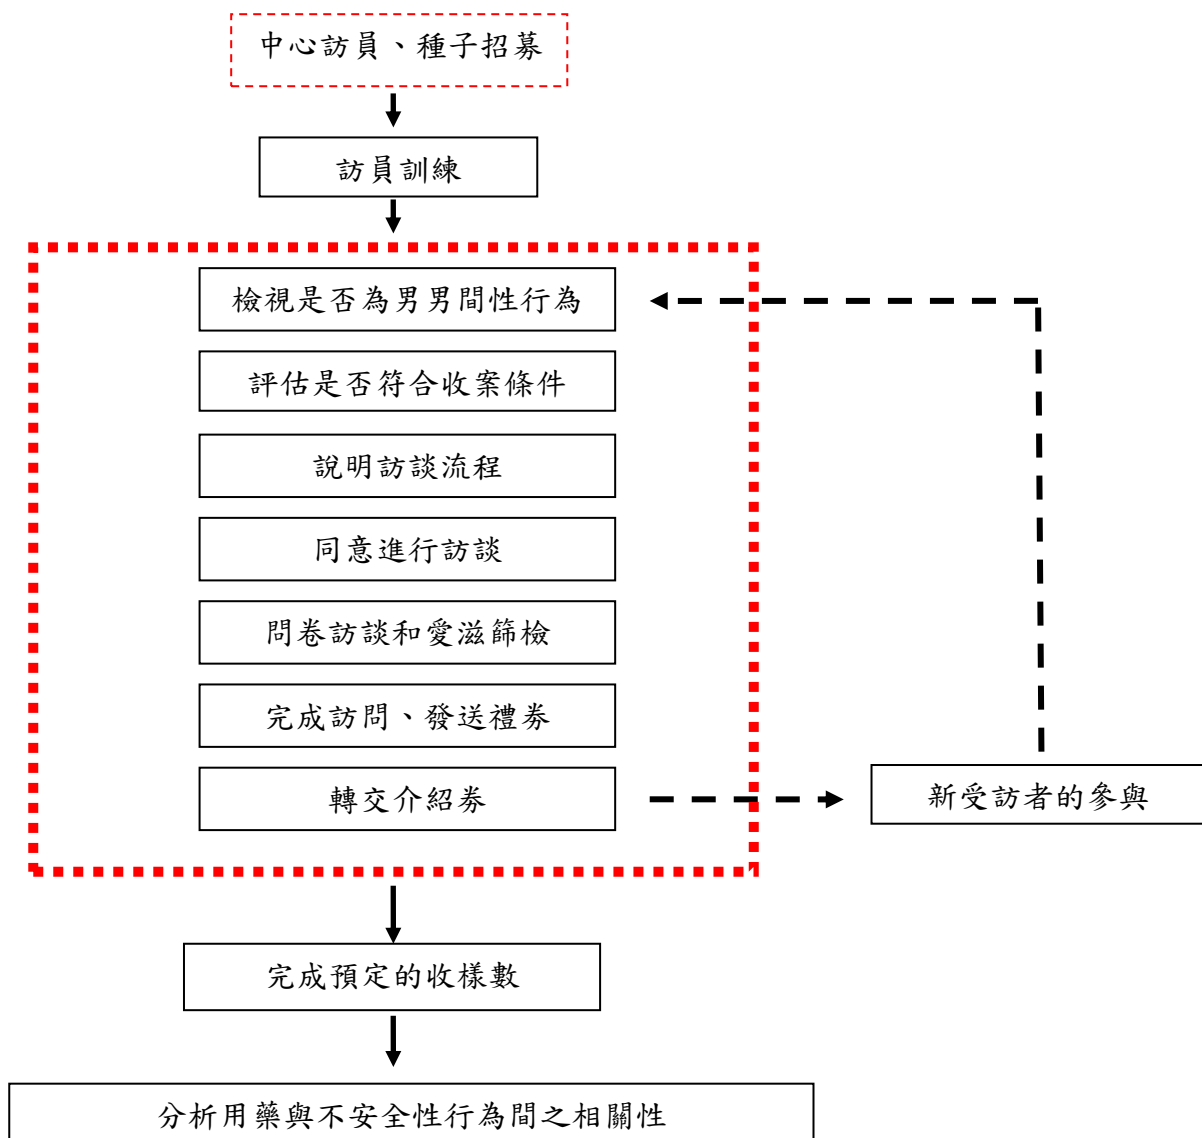 中心訪員、種子招募
訪員訓練
檢視是否為男男間性行為
評估是否符合收案條件
說明訪談流程
同意進行訪談
問卷訪談和愛滋篩檢
完成訪問、發送禮券
轉交介紹券
新受訪者的參與
完成預定的收樣數
分析用藥與不安全性行為間之相關性